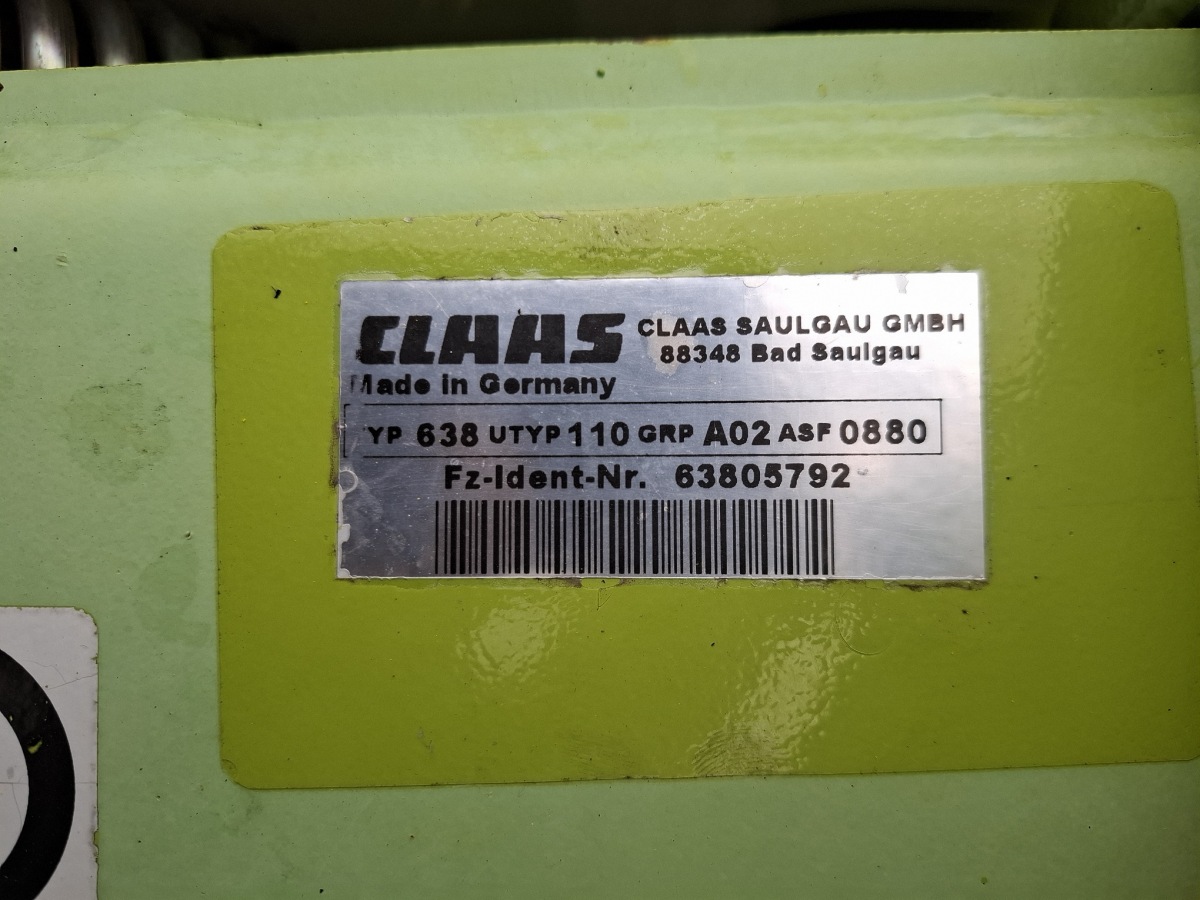 CLAAS CLAAS SAULGAU GMBH
88348 Bad Saulgau
Made in Germany
YP 638 UTYP 110 GRP A02 ASF 0880
Fz-Ident-Nr. 63805792